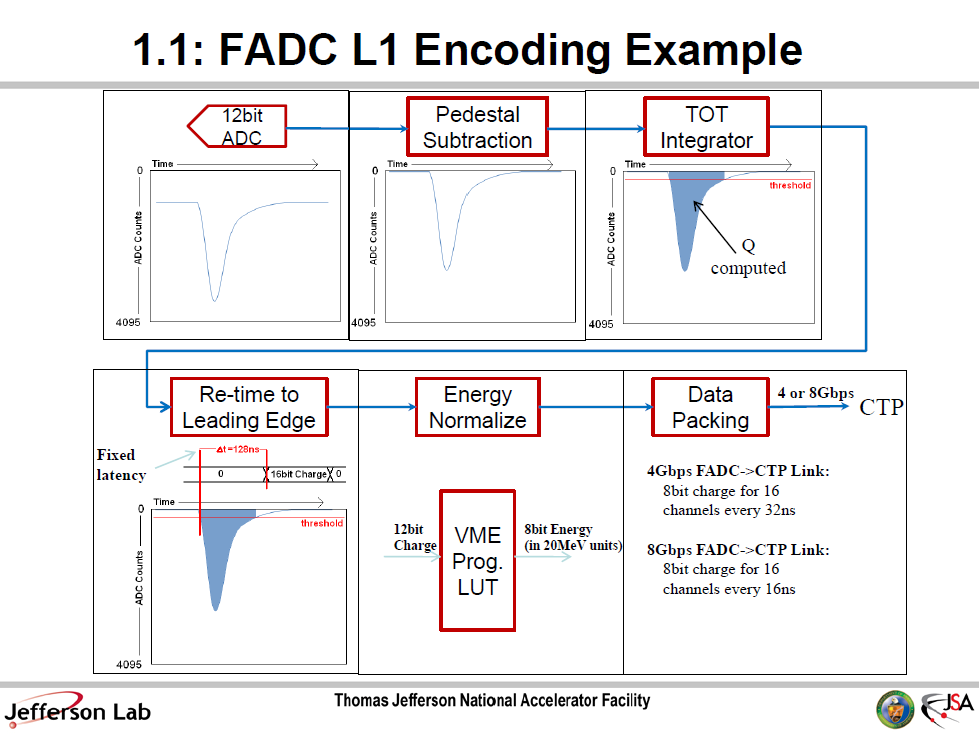 1.1: FADC L1 Encoding Example
12bit
ADC
Pedestal
Subtraction
TOT
Integrator
Time
0
ADC Counts
4095
Time
0
ADC Counts
4095
Time
0
threshold
ADC Counts
Q
computed
4095
Re-time to
Leading Edge
Energy
Normalize
Data
Packing
4 or 8Gbps
CTP
Fixed
latency
Δt=128ns
0
16bit Charge
0
Time
0
threshold
ADC Counts
4095
12bit
Charge
VME
Prog.
LUT
8bit Energy
(in 20MeV units)
4Gbps FADC->CTP Link:
8bit charge for 16
channels every 32ns
8Gbps FADC->CTP Link:
8bit charge for 16
channels every 16ns
Jefferson Lab
Thomas Jefferson National Accelerator Facility
JSA